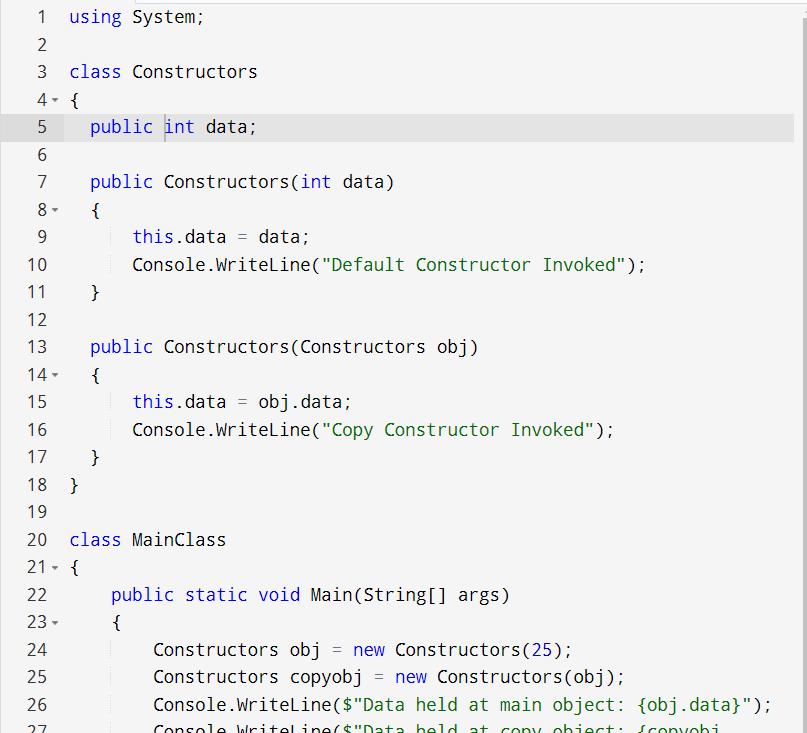 1 using System;
2
3 class Constructors
4 {
5 public int data;
6
7 public Constructors(int data)
8 {
9 this.data = data;
10 Console.WriteLine("Default Constructor Invoked");
11 }
12
13 public Constructors(Constructors obj)
14 {
15 this.data = obj.data;
16 Console.WriteLine("Copy Constructor Invoked");
17 }
18 }
19
20 class MainClass
21 {
22 public static void Main(String[] args)
23 {
24 Constructors obj = new Constructors(25);
25 Constructors copyobj = new Constructors(obj);
26 Console.WriteLine($"Data held at main object: {obj.data}");
27 Console.WriteLine($"Data held at copy object: {copyobj.